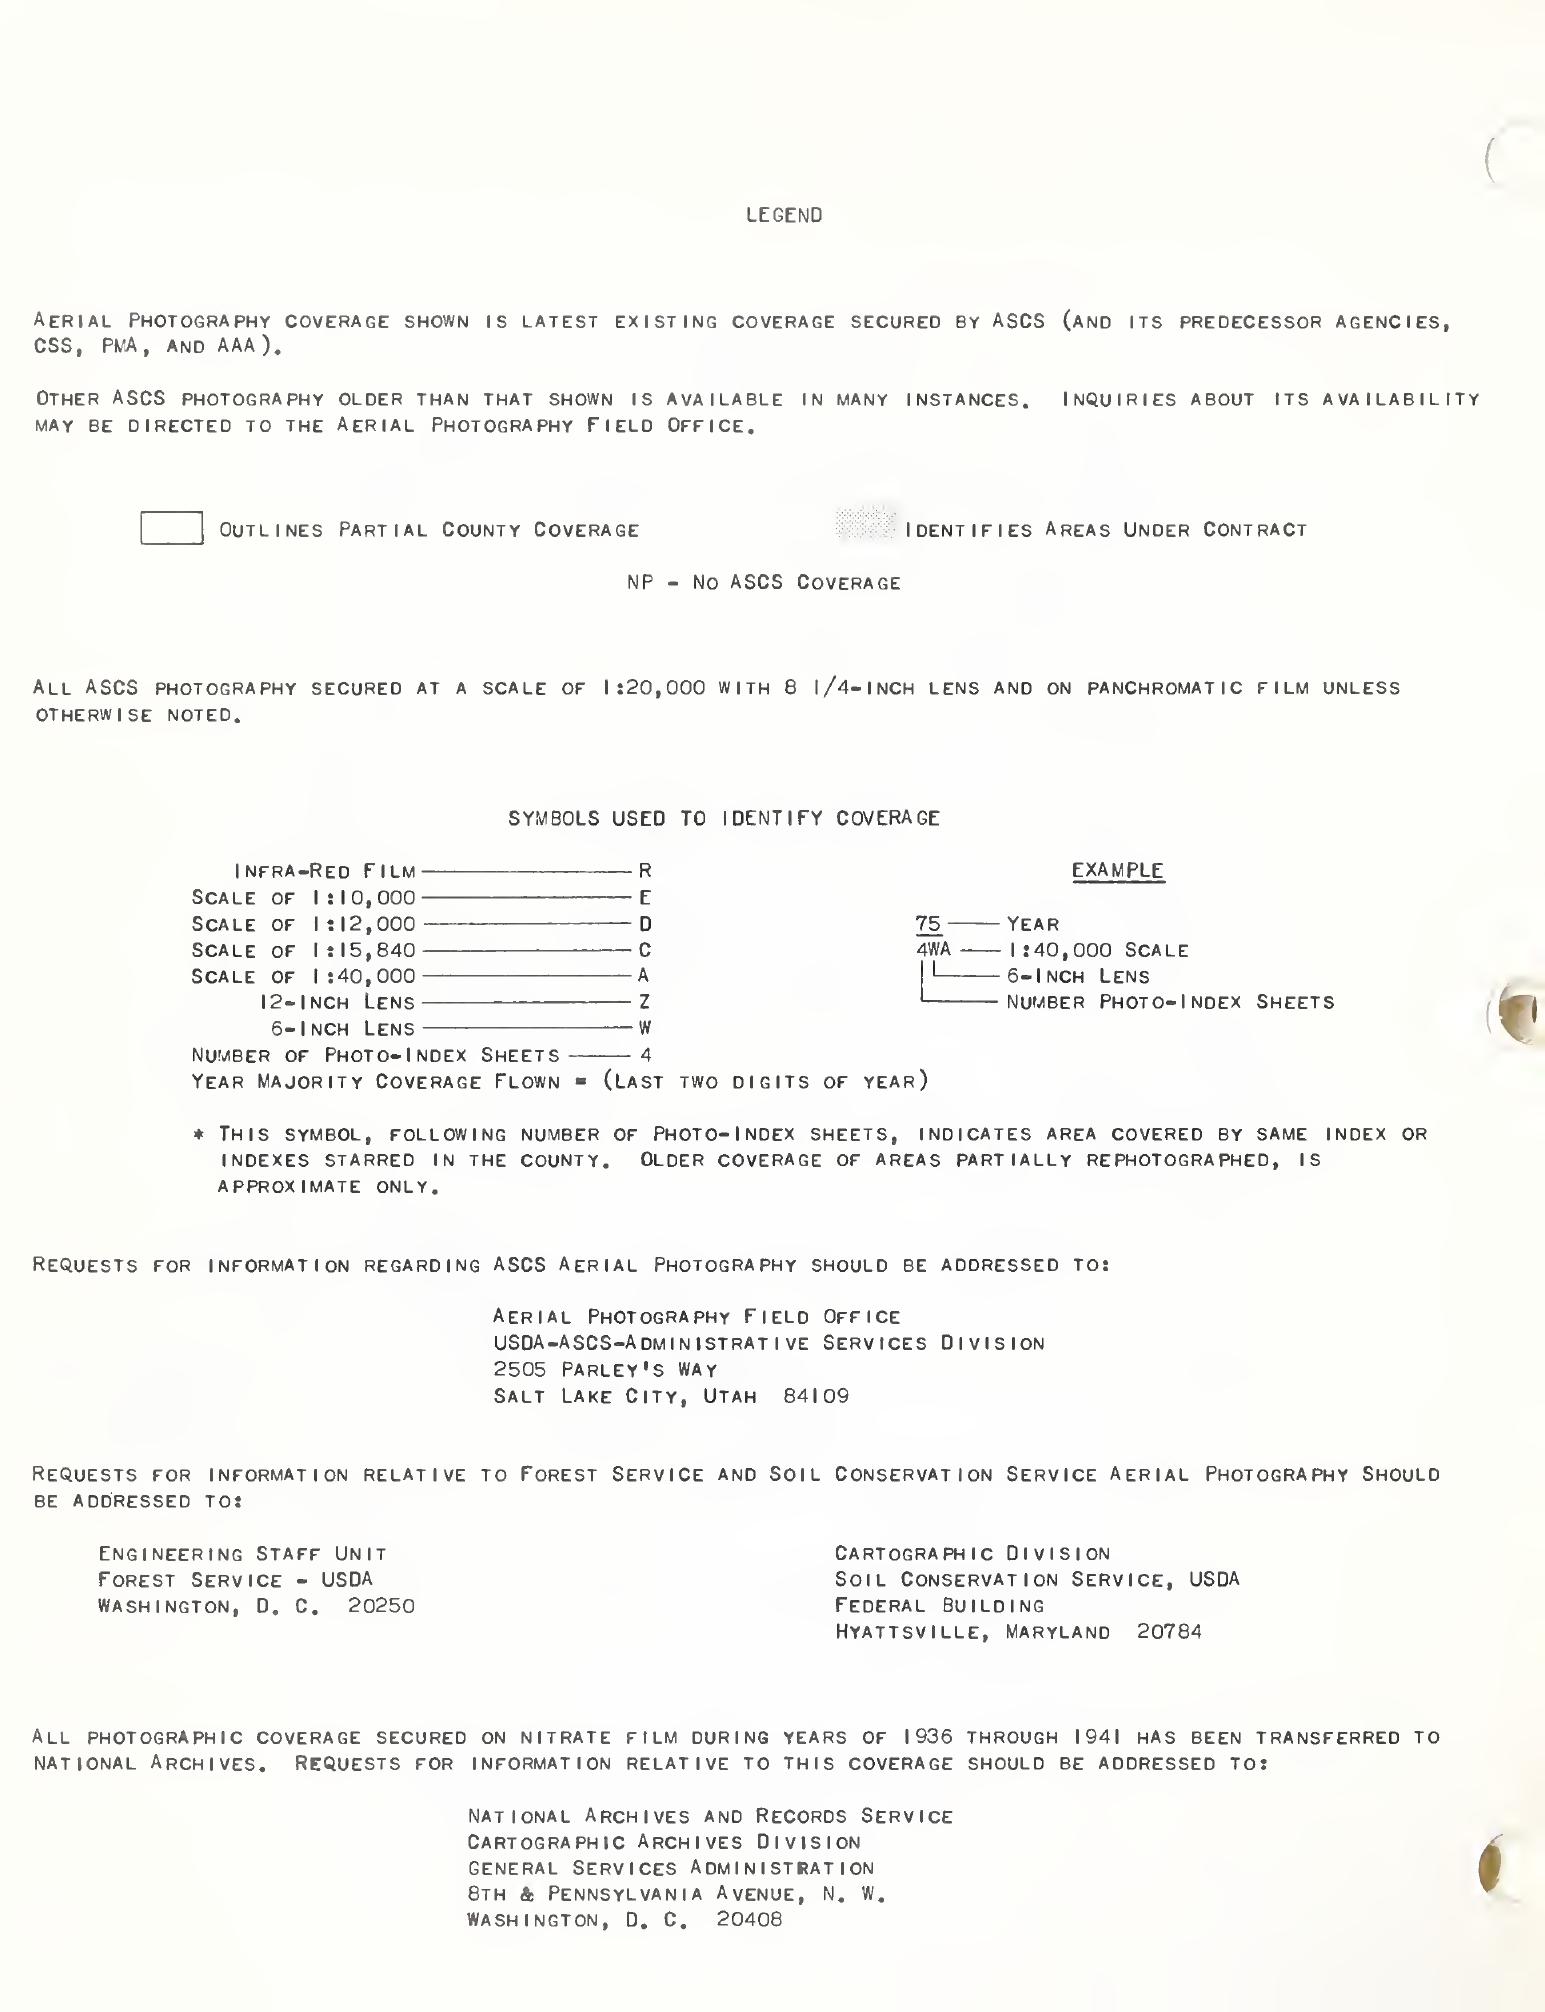 LEGEND
AERIAL PHOTOGRAPHY COVERAGE SHOWN IS LATEST EXISTING COVERAGE SECURED BY ASCS (AND ITS PREDECESSOR AGENCIES,
CSS, PMA, AND AAA).
OTHER ASCS PHOTOGRAPHY OLDER THAN THAT SHOWN IS AVAILABLE IN MANY INSTANCES. INQUIRIES ABOUT ITS AVAILABILITY
MAY BE DIRECTED TO THE AERIAL PHOTOGRAPHY FIELD OFFICE.
OUTLINES PARTIAL COUNTY COVERAGE
IDENTIFIES AREAS UNDER CONTRACT
NP - NO ASCS COVERAGE
ALL ASCS PHOTOGRAPHY SECURED AT A SCALE OF 1:20,000 WITH 8 1/4-INCH LENS AND ON PANCHROMATIC FILM UNLESS
OTHERWISE NOTED.
SYMBOLS USED TO IDENTIFY COVERAGE
INFRA-RED FILM R
SCALE OF 1:10,000 E
SCALE OF 1:12,000 D
SCALE OF 1:15,840 C
SCALE OF 1:40,000 A
12-INCH LENS Z
6-INCH LENS W
NUMBER OF PHOTO-INDEX SHEETS 4
YEAR MAJORITY COVERAGE FLOWN = (LAST TWO DIGITS OF YEAR)
EXAMPLE
75 YEAR
4WA 1:40,000 SCALE
6-INCH LENS
NUMBER PHOTO-INDEX SHEETS
* THIS SYMBOL, FOLLOWING NUMBER OF PHOTO-INDEX SHEETS, INDICATES AREA COVERED BY SAME INDEX OR
INDEXES STARRED IN THE COUNTY. OLDER COVERAGE OF AREAS PARTIALLY REPHOTOGRAPHED, IS
APPROXIMATE ONLY.
REQUESTS FOR INFORMATION REGARDING ASCS AERIAL PHOTOGRAPHY SHOULD BE ADDRESSED TO:
AERIAL PHOTOGRAPHY FIELD OFFICE
USDA-ASCS-ADMINISTRATIVE SERVICES DIVISION
2505 PARLEY'S WAY
SALT LAKE CITY, UTAH 84109
REQUESTS FOR INFORMATION RELATIVE TO FOREST SERVICE AND SOIL CONSERVATION SERVICE AERIAL PHOTOGRAPHY SHOULD
BE ADDRESSED TO:
ENGINEERING STAFF UNIT
FOREST SERVICE - USDA
WASHINGTON, D. C. 20250
CARTOGRAPHIC DIVISION
SOIL CONSERVATION SERVICE, USDA
FEDERAL BUILDING
HYATTSVILLE, MARYLAND 20784
ALL PHOTOGRAPHIC COVERAGE SECURED ON NITRATE FILM DURING YEARS OF 1936 THROUGH 1941 HAS BEEN TRANSFERRED TO
NATIONAL ARCHIVES. REQUESTS FOR INFORMATION RELATIVE TO THIS COVERAGE SHOULD BE ADDRESSED TO:
NATIONAL ARCHIVES AND RECORDS SERVICE
CARTOGRAPHIC ARCHIVES DIVISION
GENERAL SERVICES ADMINISTRATION
8TH & PENNSYLVANIA AVENUE, N. W.
WASHINGTON, D. C. 20408